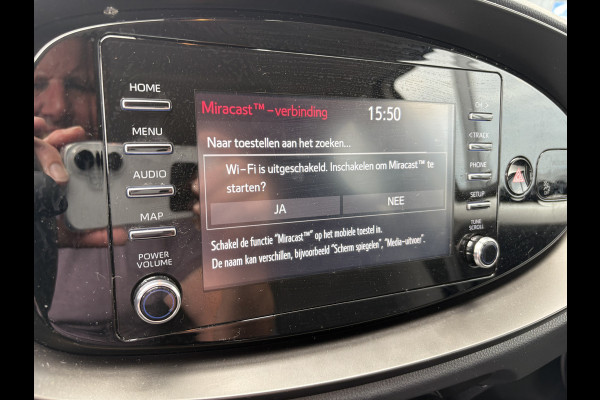 Miracast™ -verbinding 15:50
Naar toestellen aan het zoeken...
Wi-Fi is uitgeschakeld. Inschakelen om Miracast™ te
starten?
JA NEE
Schakel de functie "Miracast™" op het mobiele toestel in.
De naam kan verschillen, bijvoorbeeld "Scherm spiegelen", "Media-uitvoer".
HOME
MENU
AUDIO
MAP
POWER
VOLUME
CH >
< TRACK
PHONE
SETUP
TUNE
SCROLL